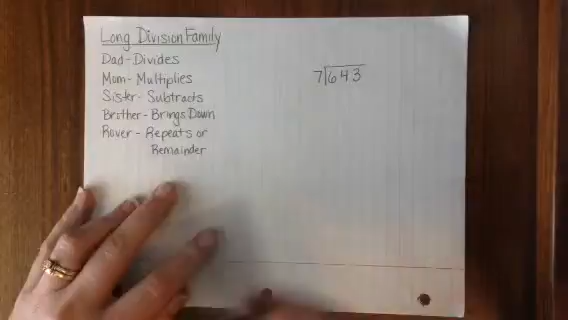 Long Division Family
Dad- Divides
Mom- Multiplies
Sister- Subtracts
Brother- Brings Down
Rover- Repeats or
Remainder
7)643